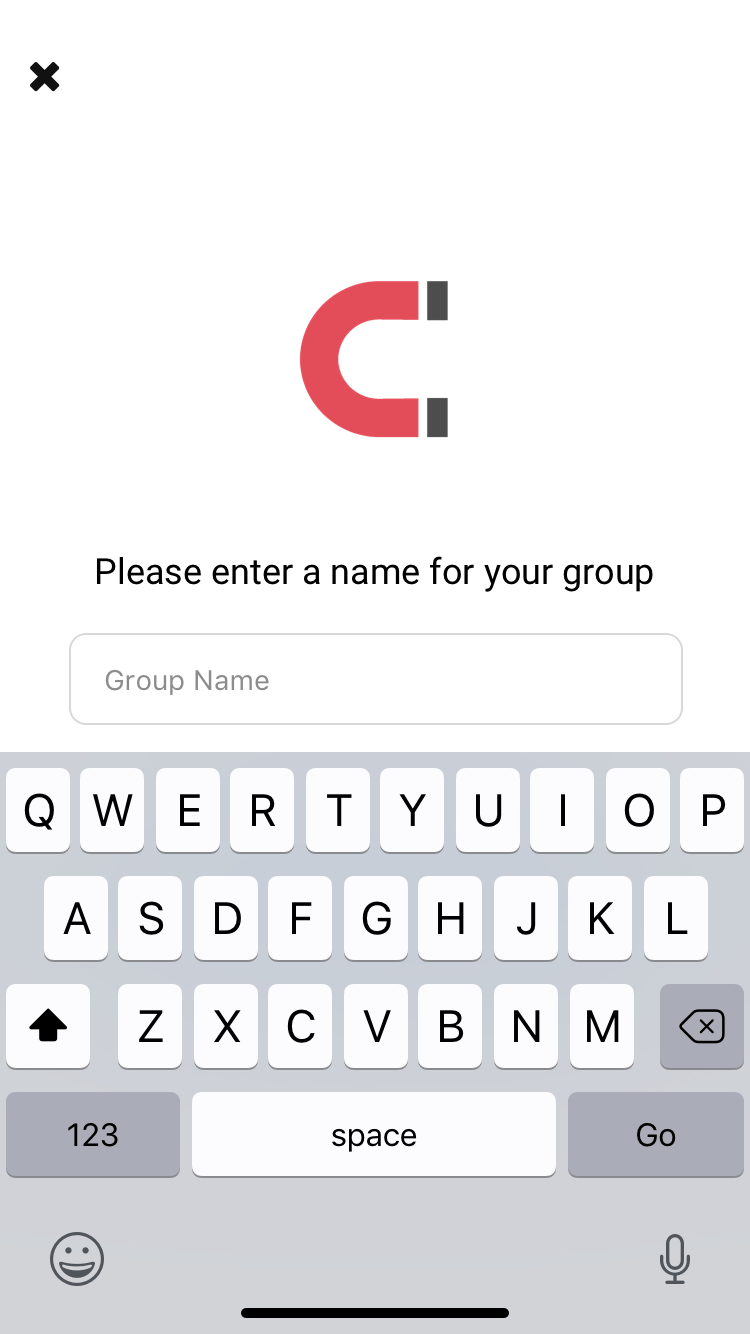 Please enter a name for your group
Group Name
Q W E R T Y U I O P
A S D F G H J K L
Z X C V B N M
123 space Go